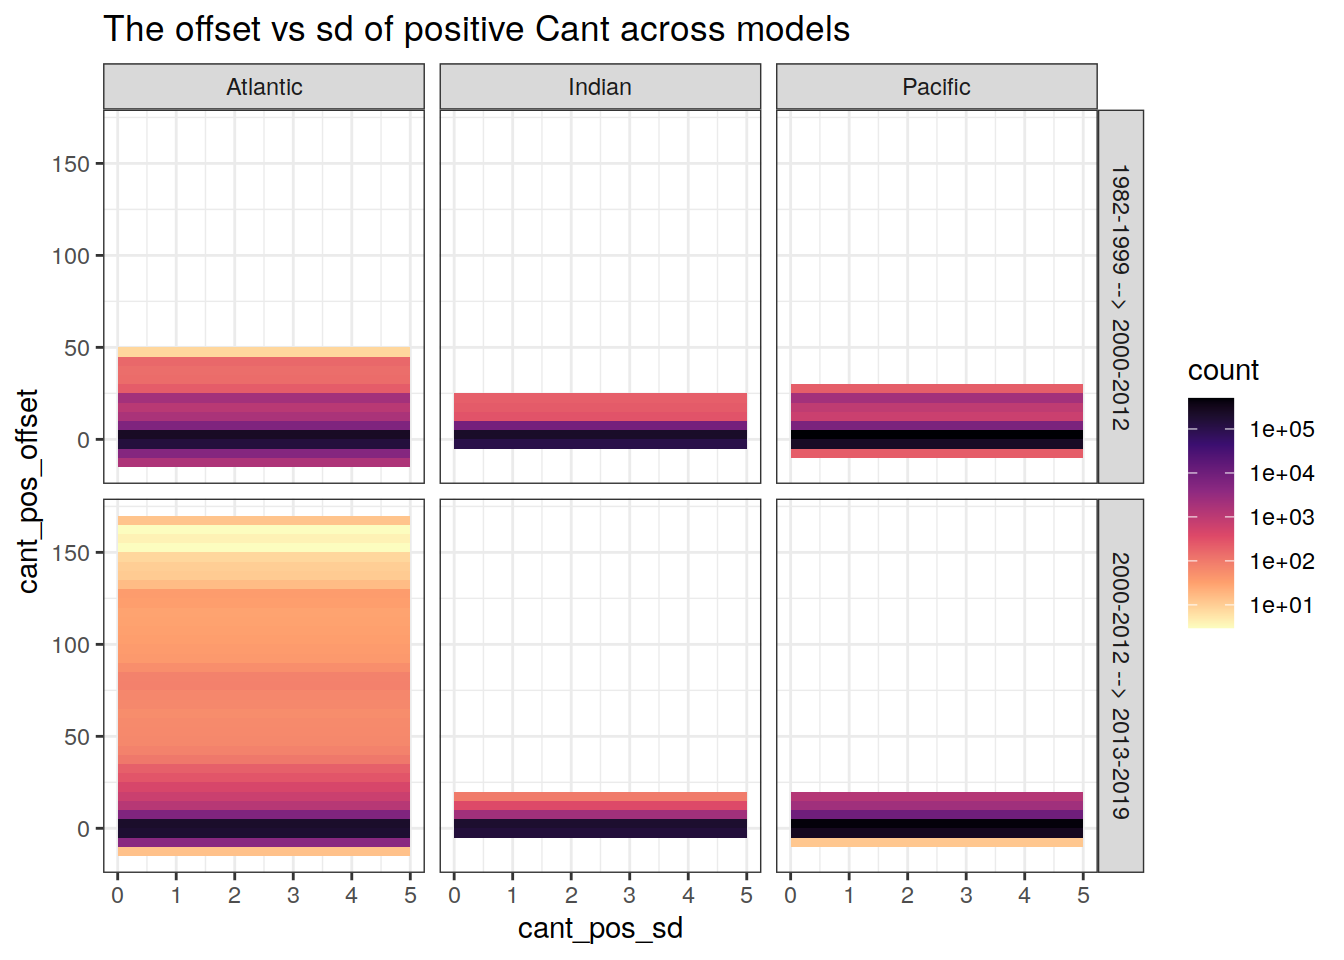 The offset vs sd of positive Cant across models
Atlantic
Indian
Pacific
150
100
50
0
1982-1999 --> 2000-2012
150
100
50
0
2000-2012 --> 2013-2019
0 1 2 3 4 5
0 1 2 3 4 5
0 1 2 3 4 5
cant_pos_sd
cant_pos_offset
count
1e+05
1e+04
1e+03
1e+02
1e+01